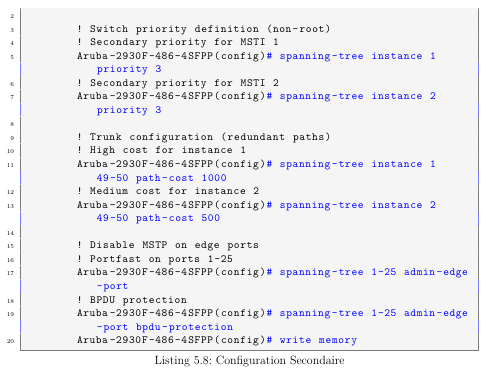 2
3 ! Switch priority definition (non-root)
4 ! Secondary priority for MSTI 1
5 Aruba-2930F-486-4SFPP(config)# spanning-tree instance 1
priority 3
6 ! Secondary priority for MSTI 2
7 Aruba-2930F-486-4SFPP(config)# spanning-tree instance 2
priority 3
8
9 ! Trunk configuration (redundant paths)
10 ! High cost for instance 1
11 Aruba-2930F-486-4SFPP(config)# spanning-tree instance 1
49-50 path-cost 1000
12 ! Medium cost for instance 2
13 Aruba-2930F-486-4SFPP(config)# spanning-tree instance 2
49-50 path-cost 500
14
15 ! Disable MSTP on edge ports
16 ! Portfast on ports 1-25
17 Aruba-2930F-486-4SFPP(config)# spanning-tree 1-25 admin-edge
-port
18 ! BPDU protection
19 Aruba-2930F-486-4SFPP(config)# spanning-tree 1-25 admin-edge
-port bpdu-protection
20 Aruba-2930F-486-4SFPP(config)# write memory
Listing 5.8: Configuration Secondaire